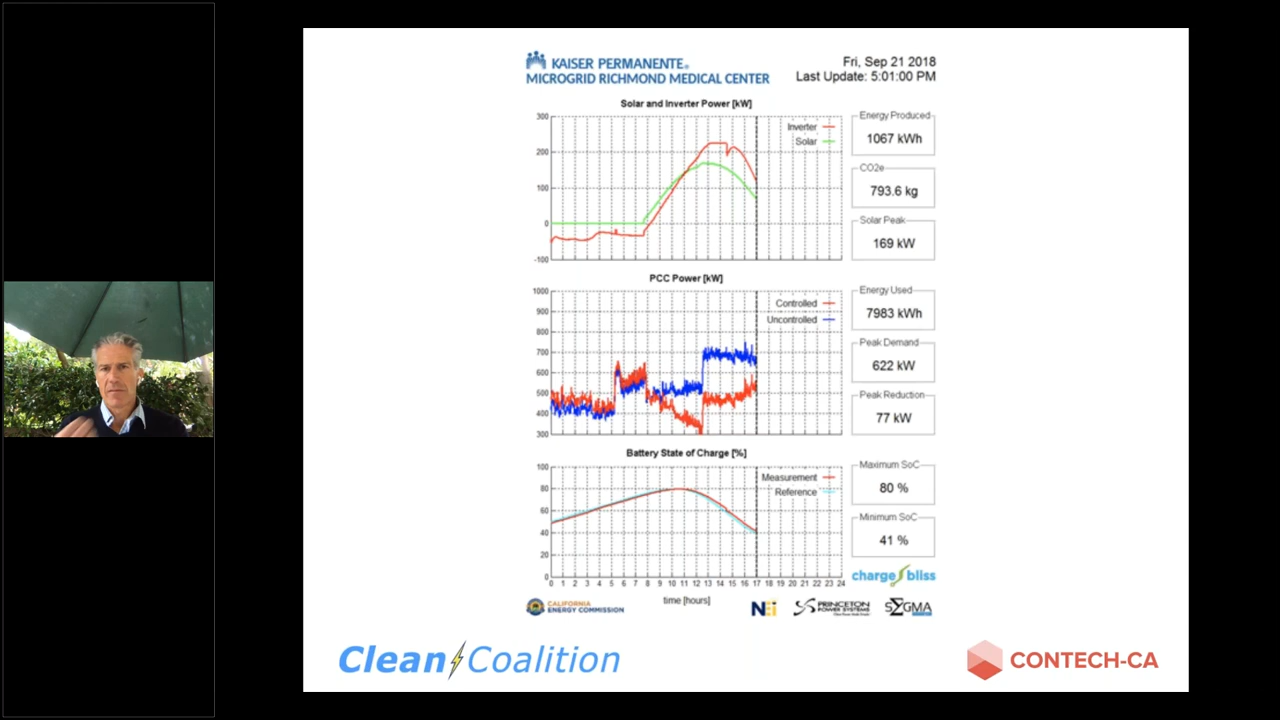 KAISER PERMANENTE®
MICROGRID RICHMOND MEDICAL CENTER
Fri, Sep 21 2018
Last Update: 5:01:00 PM
Solar and Inverter Power [kW]
300
200
100
0
-100
Inverter
Solar
Energy Produced
1067 kWh
CO2e
793.6 kg
Solar Peak
169 kW
PCC Power [kW]
1000
900
800
700
600
500
400
300
Controlled
Uncontrolled
Energy Used
7983 kWh
Peak Demand
622 kW
Peak Reduction
77 kW
Battery State of Charge [%]
100
80
60
40
20
0
Measurement
Reference
Maximum SoC
80 %
Minimum SoC
41 %
0 1 2 3 4 5 6 7 8 9 10 11 12 13 14 15 16 17 18 19 20 21 22 23 24
time [hours]
charge bliss
CALIFORNIA
ENERGY COMMISSION
NEi
PRINCETON
POWER SYSTEMS
SΣGMA
Clean Coalition
CONTECH-CA